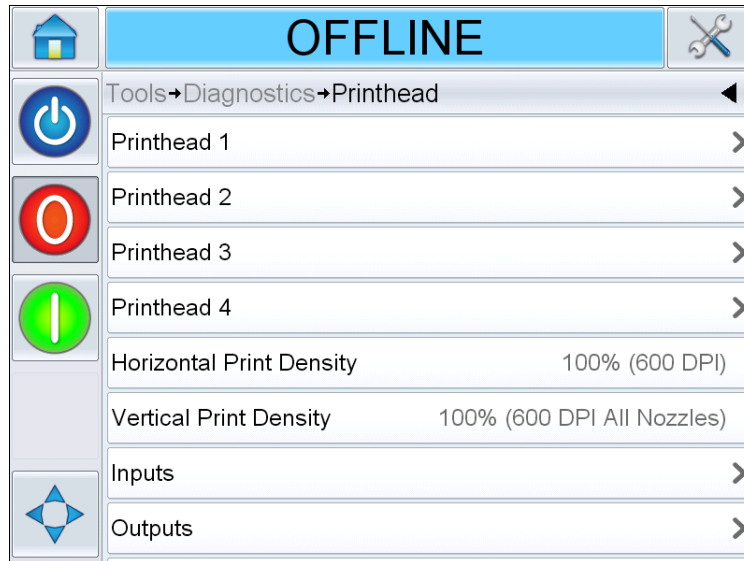 OFFLINE
Tools→Diagnostics→Printhead
Printhead 1
Printhead 2
Printhead 3
Printhead 4
Horizontal Print Density 100% (600 DPI)
Vertical Print Density 100% (600 DPI All Nozzles)
Inputs
Outputs